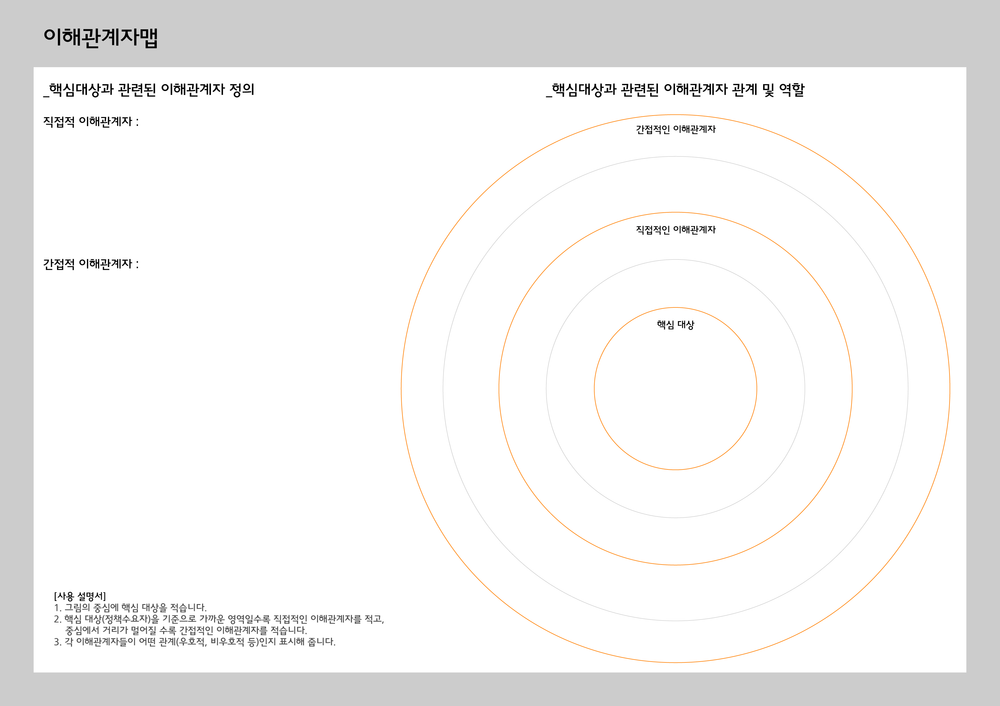 이해관계자맵
_핵심대상과 관련된 이해관계자 정의
직접적 이해관계자 :
간접적 이해관계자 :
_핵심대상과 관련된 이해관계자 관계 및 역할
간접적인 이해관계자
직접적인 이해관계자
핵심 대상
[사용 설명서]
1. 그림의 중심에 핵심 대상을 적습니다.
2. 핵심 대상(정책수요자)을 기준으로 가까운 영역일수록 직접적인 이해관계자를 적고,
중심에서 거리가 멀어질 수록 간접적인 이해관계자를 적습니다.
3. 각 이해관계자들이 어떤 관계(우호적, 비우호적 등)인지 표시해 줍니다.